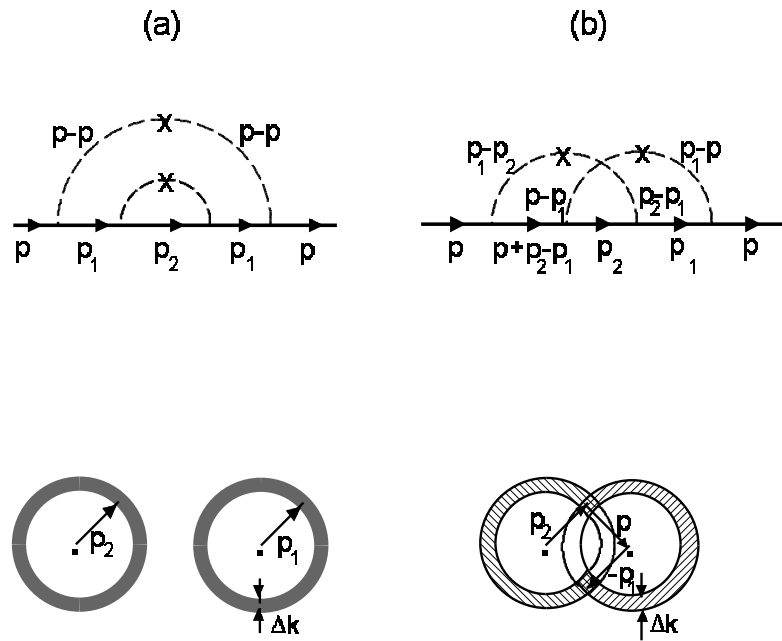 (a) (b)
p-p x p-p
x
p p₁ p₂ p₁ p
p₁-p₂ x x p₁-p
p-p₁ p₂-p₁
p p+p₂-p₁ p₂ p₁ p
p₂ p₁
Δk
p₂ p
-p₁
Δk